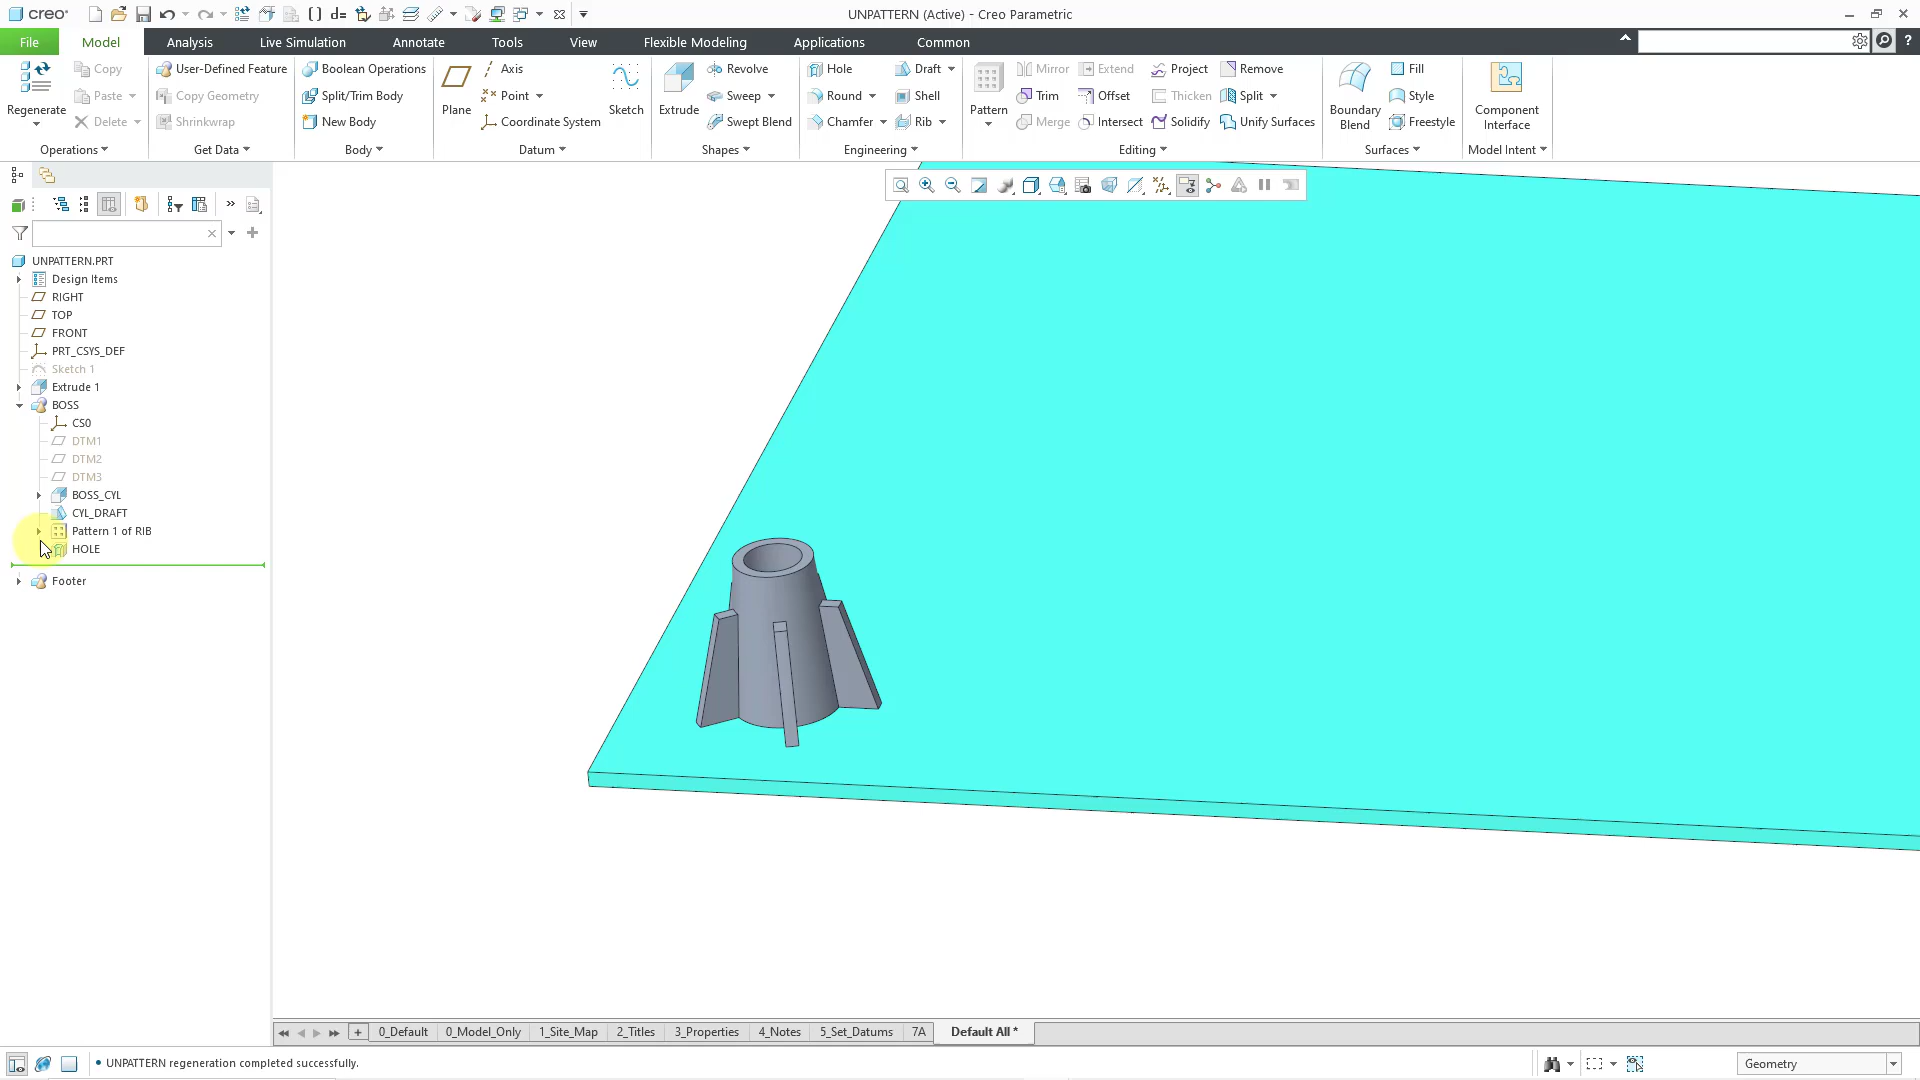 creo
UNPATTERN (Active) - Creo Parametric
File Model Analysis Live Simulation Annotate Tools View Flexible Modeling Applications Common
Regenerate Copy Paste Delete Operations
User-Defined Feature Copy Geometry Shrinkwrap Get Data
Boolean Operations Split/Trim Body New Body Body
Plane Axis Point Coordinate System Sketch Datum
Extrude Revolve Sweep Swept Blend Shapes
Hole Round Chamfer Draft Shell Rib Engineering
Pattern Mirror Trim Merge Extend Offset Intersect Project Thicken Solidify Remove Split Unify Surfaces Editing
Boundary Blend Fill Style Freestyle Surfaces
Component Interface Model Intent
UNPATTERN.PRT
Design Items
RIGHT
TOP
FRONT
PRT_CSYS_DEF
Sketch 1
Extrude 1
BOSS
CS0
DTM1
DTM2
DTM3
BOSS_CYL
CYL_DRAFT
Pattern 1 of RIB
HOLE
Footer
0_Default 0_Model_Only 1_Site_Map 2_Titles 3_Properties 4_Notes 5_Set_Datums 7A Default All *
• UNPATTERN regeneration completed successfully.
Geometry